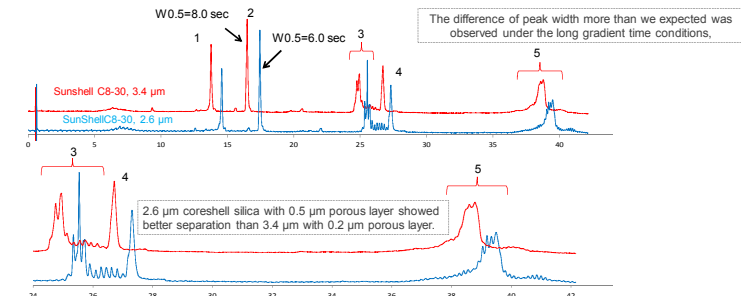 W0.5=8.0 sec
2
1
W0.5=6.0 sec
3
4
The difference of peak width more than we expected was
observed under the long gradient time conditions,
5
Sunshell C8-30, 3.4 μm
SunShellC8-30, 2.6 μm
0 5 10 15 20 25 30 35 40
3
4
5
2.6 μm coreshell silica with 0.5 μm porous layer showed
better separation than 3.4 μm with 0.2 μm porous layer.
24 26 28 30 32 34 36 38 40 42